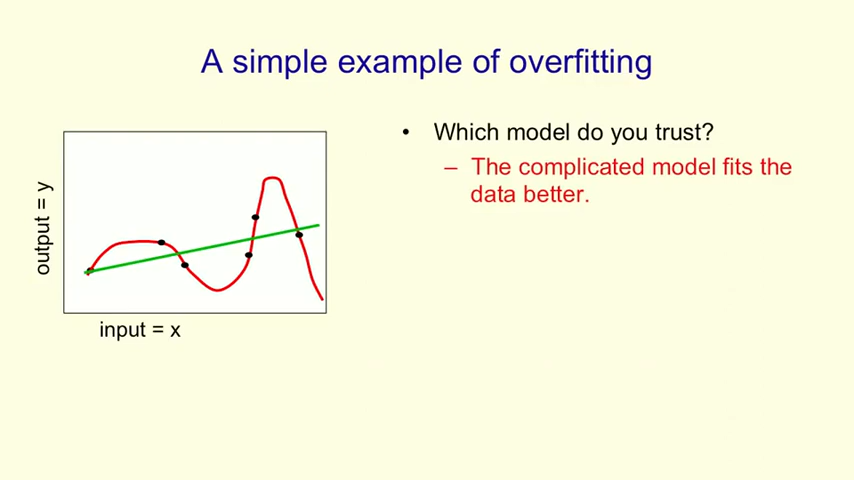 A simple example of overfitting
• Which model do you trust?
– The complicated model fits the
data better.
output = y
input = x